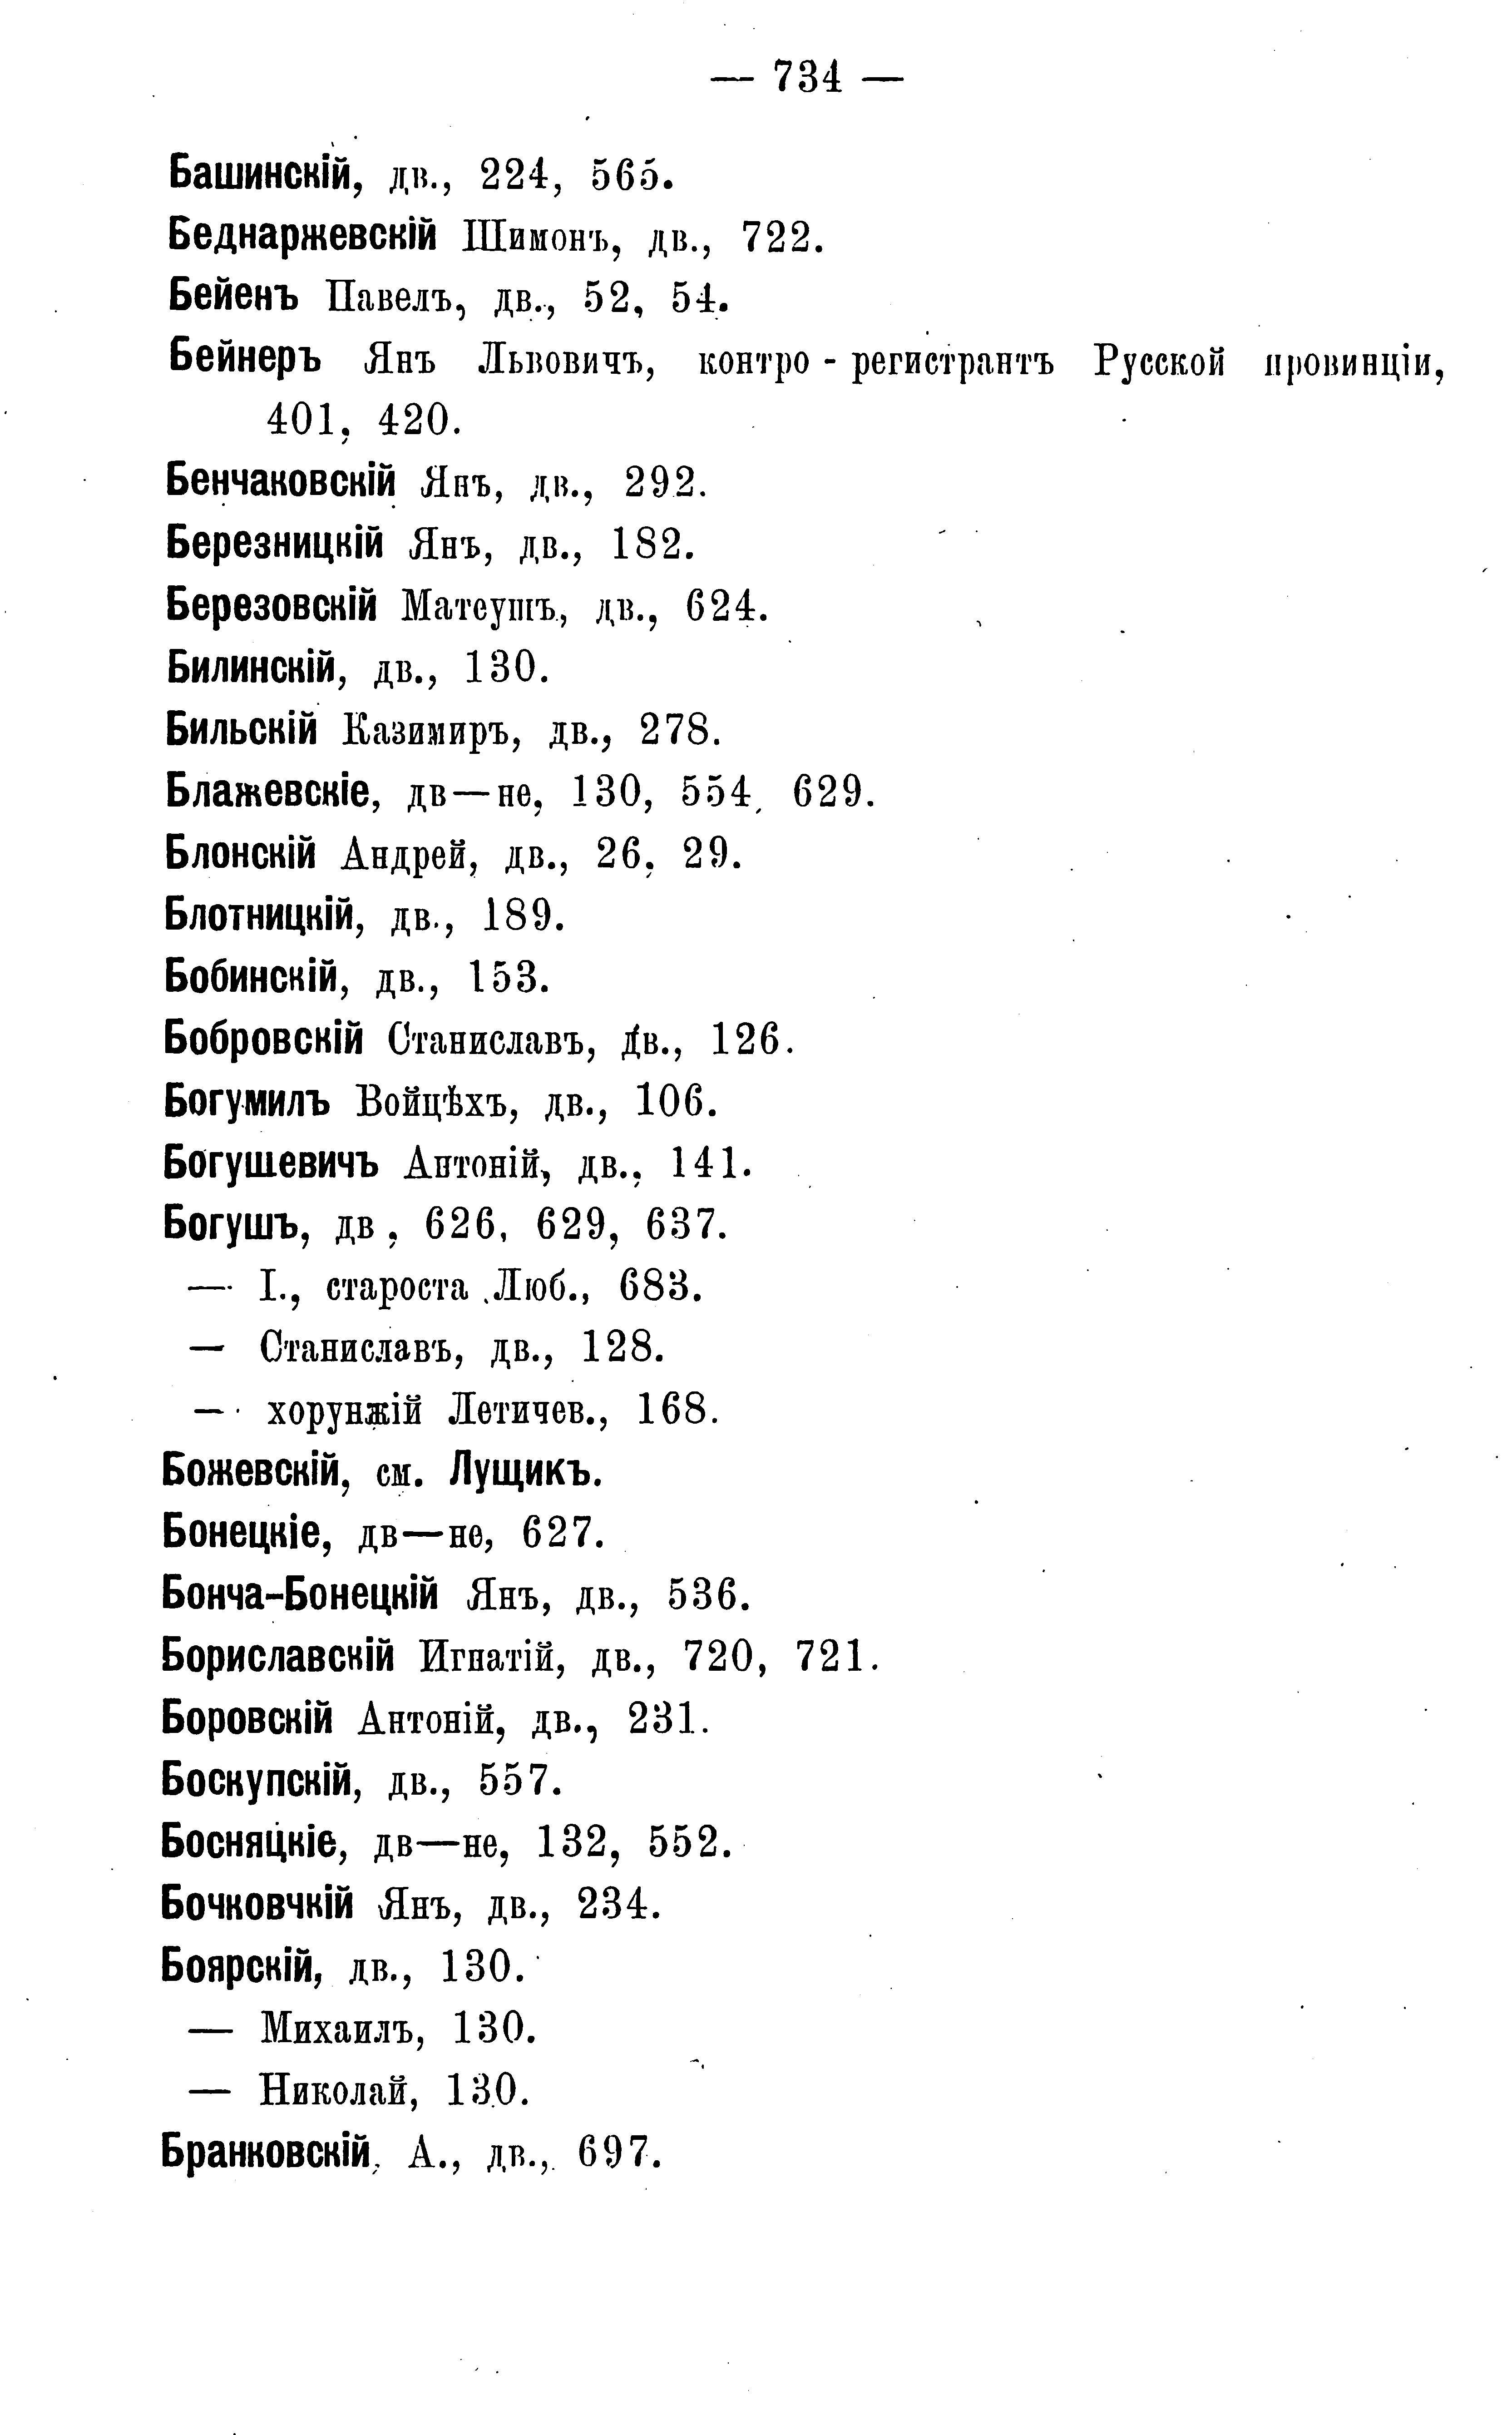 — 734 —
Башинскій, дв., 224, 565.
Беднаржевскій Шимонъ, дв., 722.
Бейенъ Павелъ, дв., 52, 54.
Бейнеръ Янъ Львовичъ, контро - регистрантъ Русской провинціи,
401, 420.
Бенчаковскій Янъ, дв., 292.
Березницкій Янъ, дв., 182.
Березовскій Матеушъ, дв., 624.
Билинскій, дв., 130.
Бильскій Казимиръ, дв., 278.
Блажевскіе, дв—не, 130, 554, 629.
Блонскій Андрей, дв., 26, 29.
Блотницкій, дв., 189.
Бобинскій, дв., 153.
Бобровскій Станиславъ, дв., 126.
Богумилъ Войцѣхъ, дв., 106.
Богушевичъ Антоній, дв., 141.
Богушъ, дв, 626, 629, 637.
— І., староста Люб., 683.
— Станиславъ, дв., 128.
— хорунжій Летичев., 168.
Божевскій, см. Лущикъ.
Бонецкіе, дв—не, 627.
Бонча-Бонецкій Янъ, дв., 536.
Бориславскій Игнатій, дв., 720, 721.
Боровскій Антоній, дв., 231.
Боскупскій, дв., 557.
Босняцкіе, дв—не, 132, 552.
Бочковчкій Янъ, дв., 234.
Боярскій, дв., 130.
— Михаилъ, 130.
— Николай, 130.
Бранковскій, А., дв., 697.